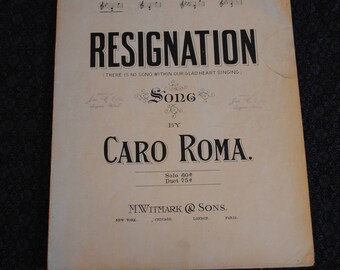 RESIGNATION
(THERE IS NO SONG WITHIN OUR GLAD HEART SINGING)
SONG
BY
CARO ROMA.
Solo 60¢
Duet 75¢
M. WITMARK & SONS.
NEW YORK. CHICAGO. LONDON. PARIS.